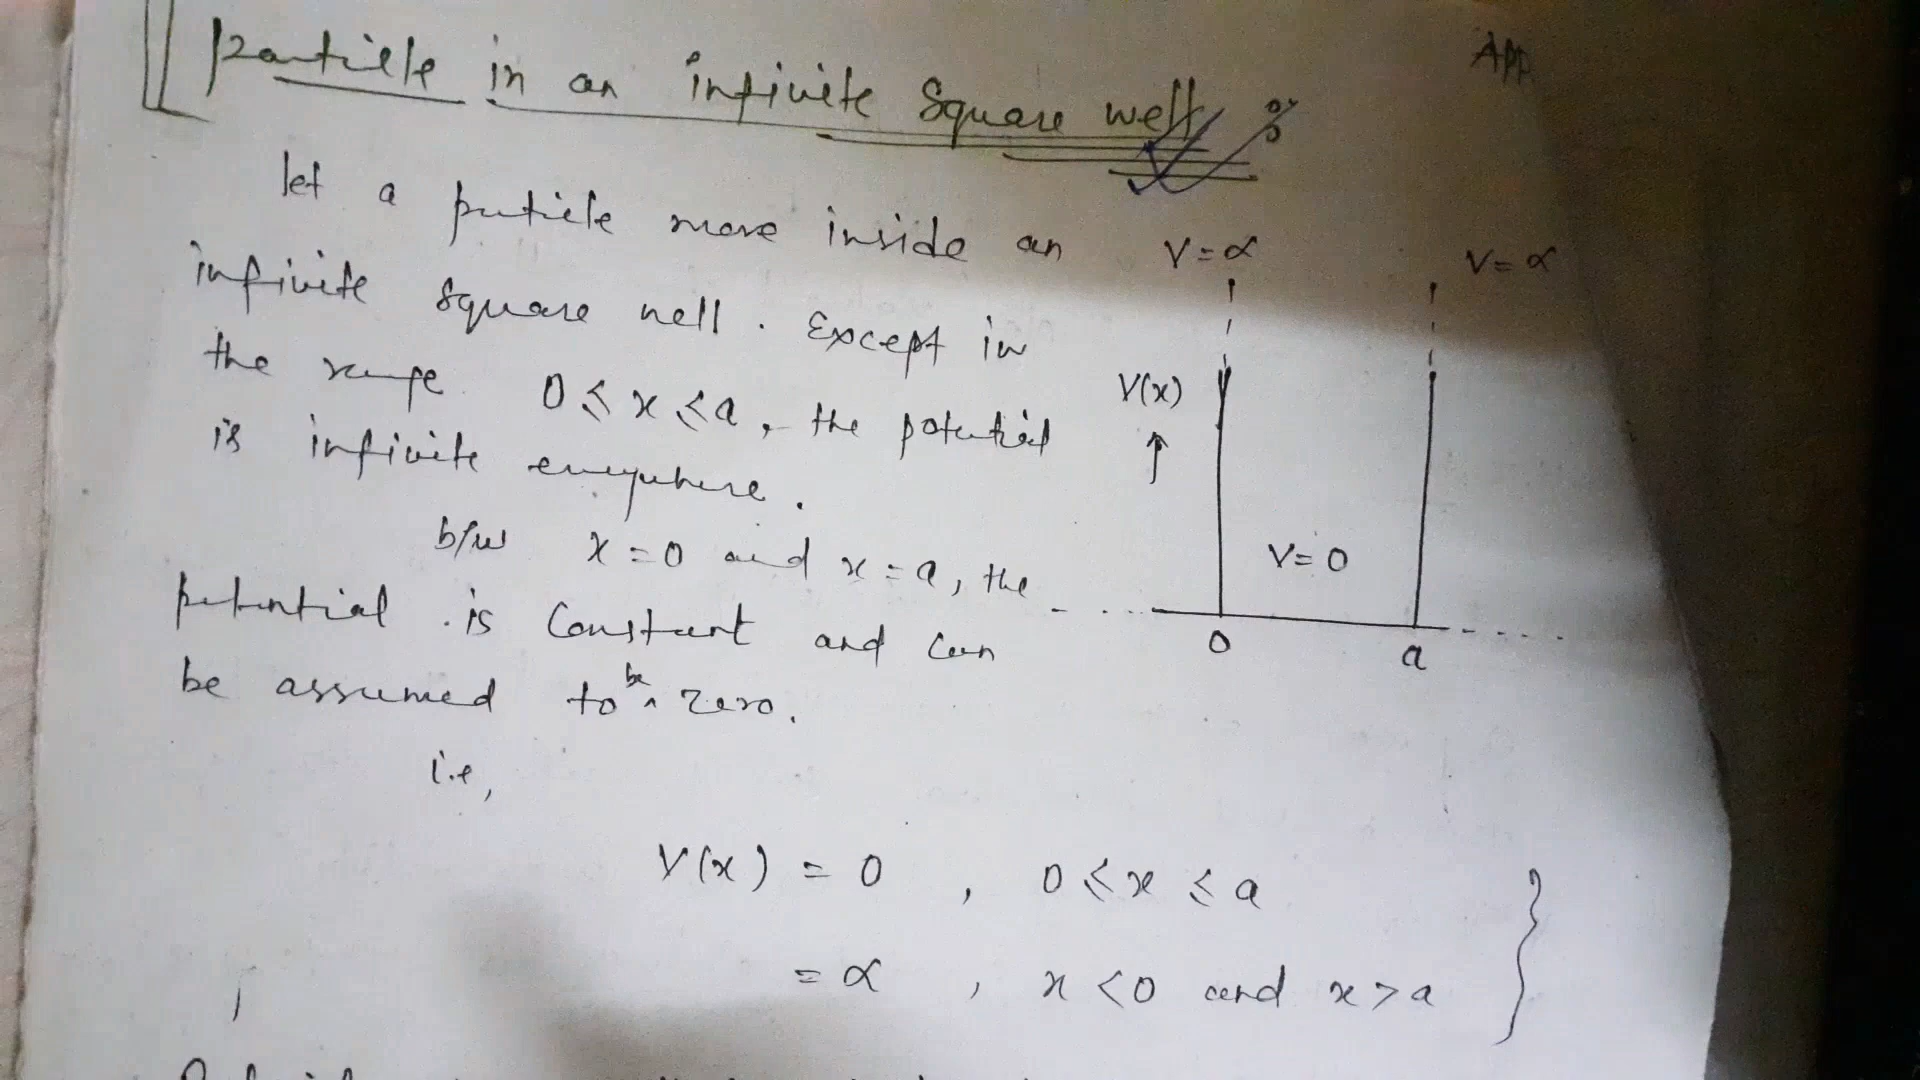 Particle in an infinite Square well
App
let a particle move inside an
infinite square well. Except in
the range 0 ≤ x ≤ a, the potential
is infinite everywhere.
b/w x = 0 and x = a, the
potential is Constant and can
be assumed to be zero.
i.e,
V(x) = 0 , 0 ≤ x ≤ a
= ∝ , x < 0 and x > a
V = ∝
V = ∝
V(x)
↑
V = 0
0
a